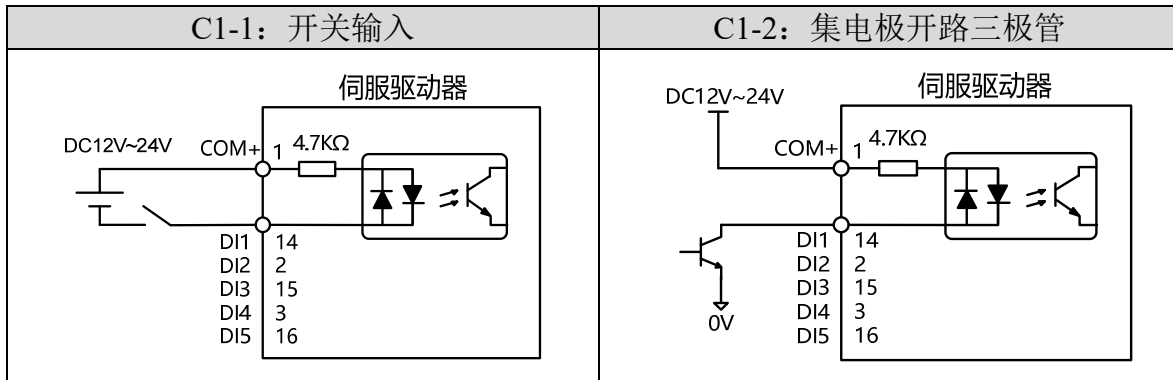 C1-1：开关输入
C1-2：集电极开路三极管
伺服驱动器
DC12V~24V
COM+
1
4.7KΩ
DI1 14
DI2 2
DI3 15
DI4 3
DI5 16
伺服驱动器
DC12V~24V
COM+
1
4.7KΩ
DI1 14
DI2 2
DI3 15
DI4 3
DI5 16
0V